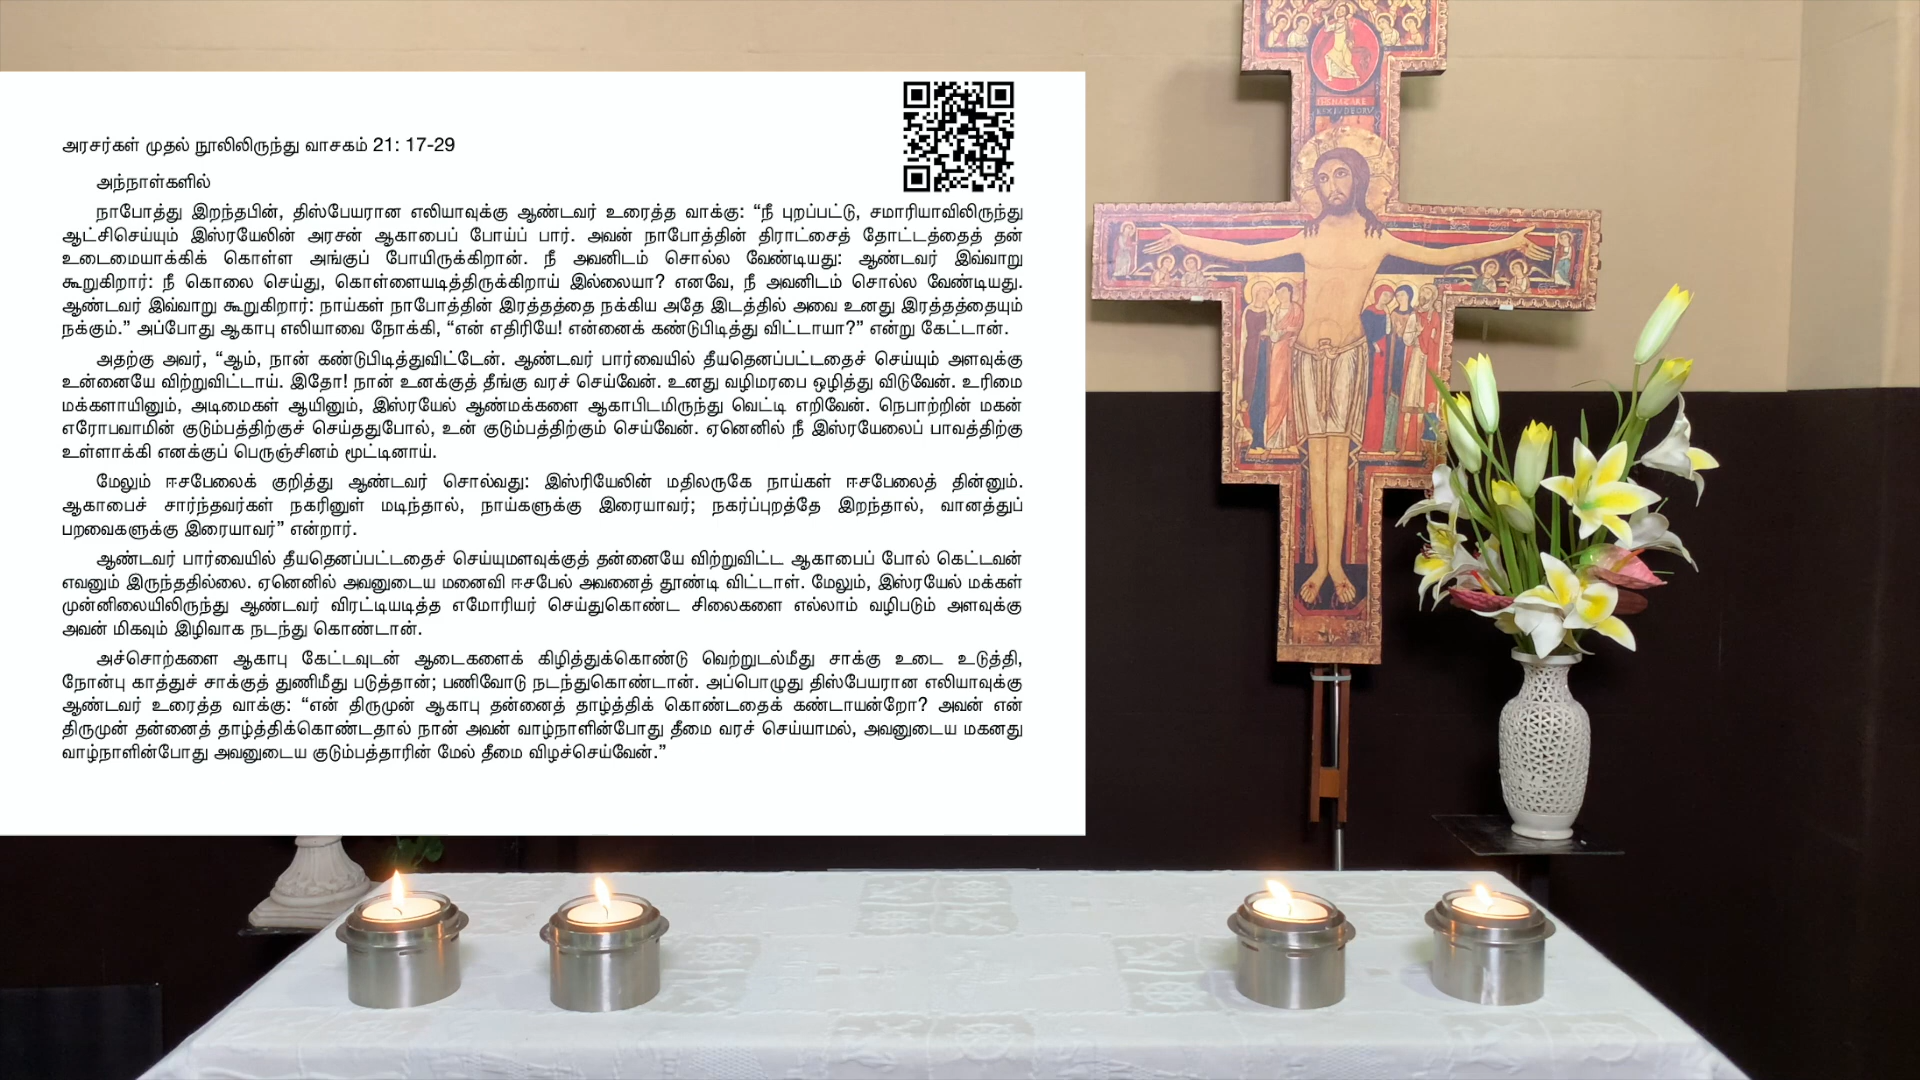 அரசர்கள் முதல் நூலிலிருந்து வாசகம் 21: 17-29
அந்நாள்களில்
நாபோத்து இறந்தபின், திஸ்பேயரான எலியாவுக்கு ஆண்டவர் உரைத்த வாக்கு: “நீ புறப்பட்டு, சமாரியாவிலிருந்து
ஆட்சிசெய்யும் இஸ்ரயேலின் அரசன் ஆகாபைப் போய்ப் பார். அவன் நாபோத்தின் திராட்சைத் தோட்டத்தைத் தன்
உடைமையாக்கிக் கொள்ள அங்குப் போயிருக்கிறான். நீ அவனிடம் சொல்ல வேண்டியது: ஆண்டவர் இவ்வாறு
கூறுகிறார்: நீ கொலை செய்து, கொள்ளையடித்திருக்கிறாய் இல்லையா? எனவே, நீ அவனிடம் சொல்ல வேண்டியது.
ஆண்டவர் இவ்வாறு கூறுகிறார்: நாய்கள் நாபோத்தின் இரத்தத்தை நக்கிய அதே இடத்தில் அவை உனது இரத்தத்தையும்
நக்கும்.” அப்போது ஆகாபு எலியாவை நோக்கி, “என் எதிரியே! என்னைக் கண்டுபிடித்து விட்டாயா?” என்று கேட்டான்.
அதற்கு அவர், “ஆம், நான் கண்டுபிடித்துவிட்டேன். ஆண்டவர் பார்வையில் தீயதெனப்பட்டதைச் செய்யும் அளவுக்கு
உன்னையே விற்றுவிட்டாய். இதோ! நான் உனக்குத் தீங்கு வரச் செய்வேன். உனது வழிமரபை ஒழித்து விடுவேன். உரிமை
மக்களாயினும், அடிமைகள் ஆயினும், இஸ்ரயேல் ஆண்மக்களை ஆகாபிடமிருந்து வெட்டி எறிவேன். நெபாற்றின் மகன்
எரோபவாமின் குடும்பத்திற்குச் செய்ததுபோல், உன் குடும்பத்திற்கும் செய்வேன். ஏனெனில் நீ இஸ்ரயேலைப் பாவத்திற்கு
உள்ளாக்கி எனக்குப் பெருஞ்சினம் மூட்டினாய்.
மேலும் ஈசபேலைக் குறித்து ஆண்டவர் சொல்வது: இஸ்ரியேலின் மதிலருகே நாய்கள் ஈசபேலைத் தின்னும்.
ஆகாபைச் சார்ந்தவர்கள் நகரினுள் மடிந்தால், நாய்களுக்கு இரையாவர்; நகர்ப்புறத்தே இறந்தால், வானத்துப்
பறவைகளுக்கு இரையாவர்” என்றார்.
ஆண்டவர் பார்வையில் தீயதெனப்பட்டதைச் செய்யுமளவுக்குத் தன்னையே விற்றுவிட்ட ஆகாபைப் போல் கெட்டவன்
எவனும் இருந்ததில்லை. ஏனெனில் அவனுடைய மனைவி ஈசபேல் அவனைத் தூண்டி விட்டாள். மேலும், இஸ்ரயேல் மக்கள்
முன்னிலையிலிருந்து ஆண்டவர் விரட்டியடித்த எமோரியர் செய்துகொண்ட சிலைகளை எல்லாம் வழிபடும் அளவுக்கு
அவன் மிகவும் இழிவாக நடந்து கொண்டான்.
அச்சொற்களை ஆகாபு கேட்டவுடன் ஆடைகளைக் கிழித்துக்கொண்டு வெற்றுடல்மீது சாக்கு உடை உடுத்தி,
நோன்பு காத்துச் சாக்குத் துணிமீது படுத்தான்; பணிவோடு நடந்துகொண்டான். அப்பொழுது திஸ்பேயரான எலியாவுக்கு
ஆண்டவர் உரைத்த வாக்கு: “என் திருமுன் ஆகாபு தன்னைத் தாழ்த்திக் கொண்டதைக் கண்டாயன்றோ? அவன் என்
திருமுன் தன்னைத் தாழ்த்திக்கொண்டதால் நான் அவன் வாழ்நாளின்போது தீமை வரச் செய்யாமல், அவனுடைய மகனது
வாழ்நாளின்போது அவனுடைய குடும்பத்தாரின் மேல் தீமை விழச்செய்வேன்.”